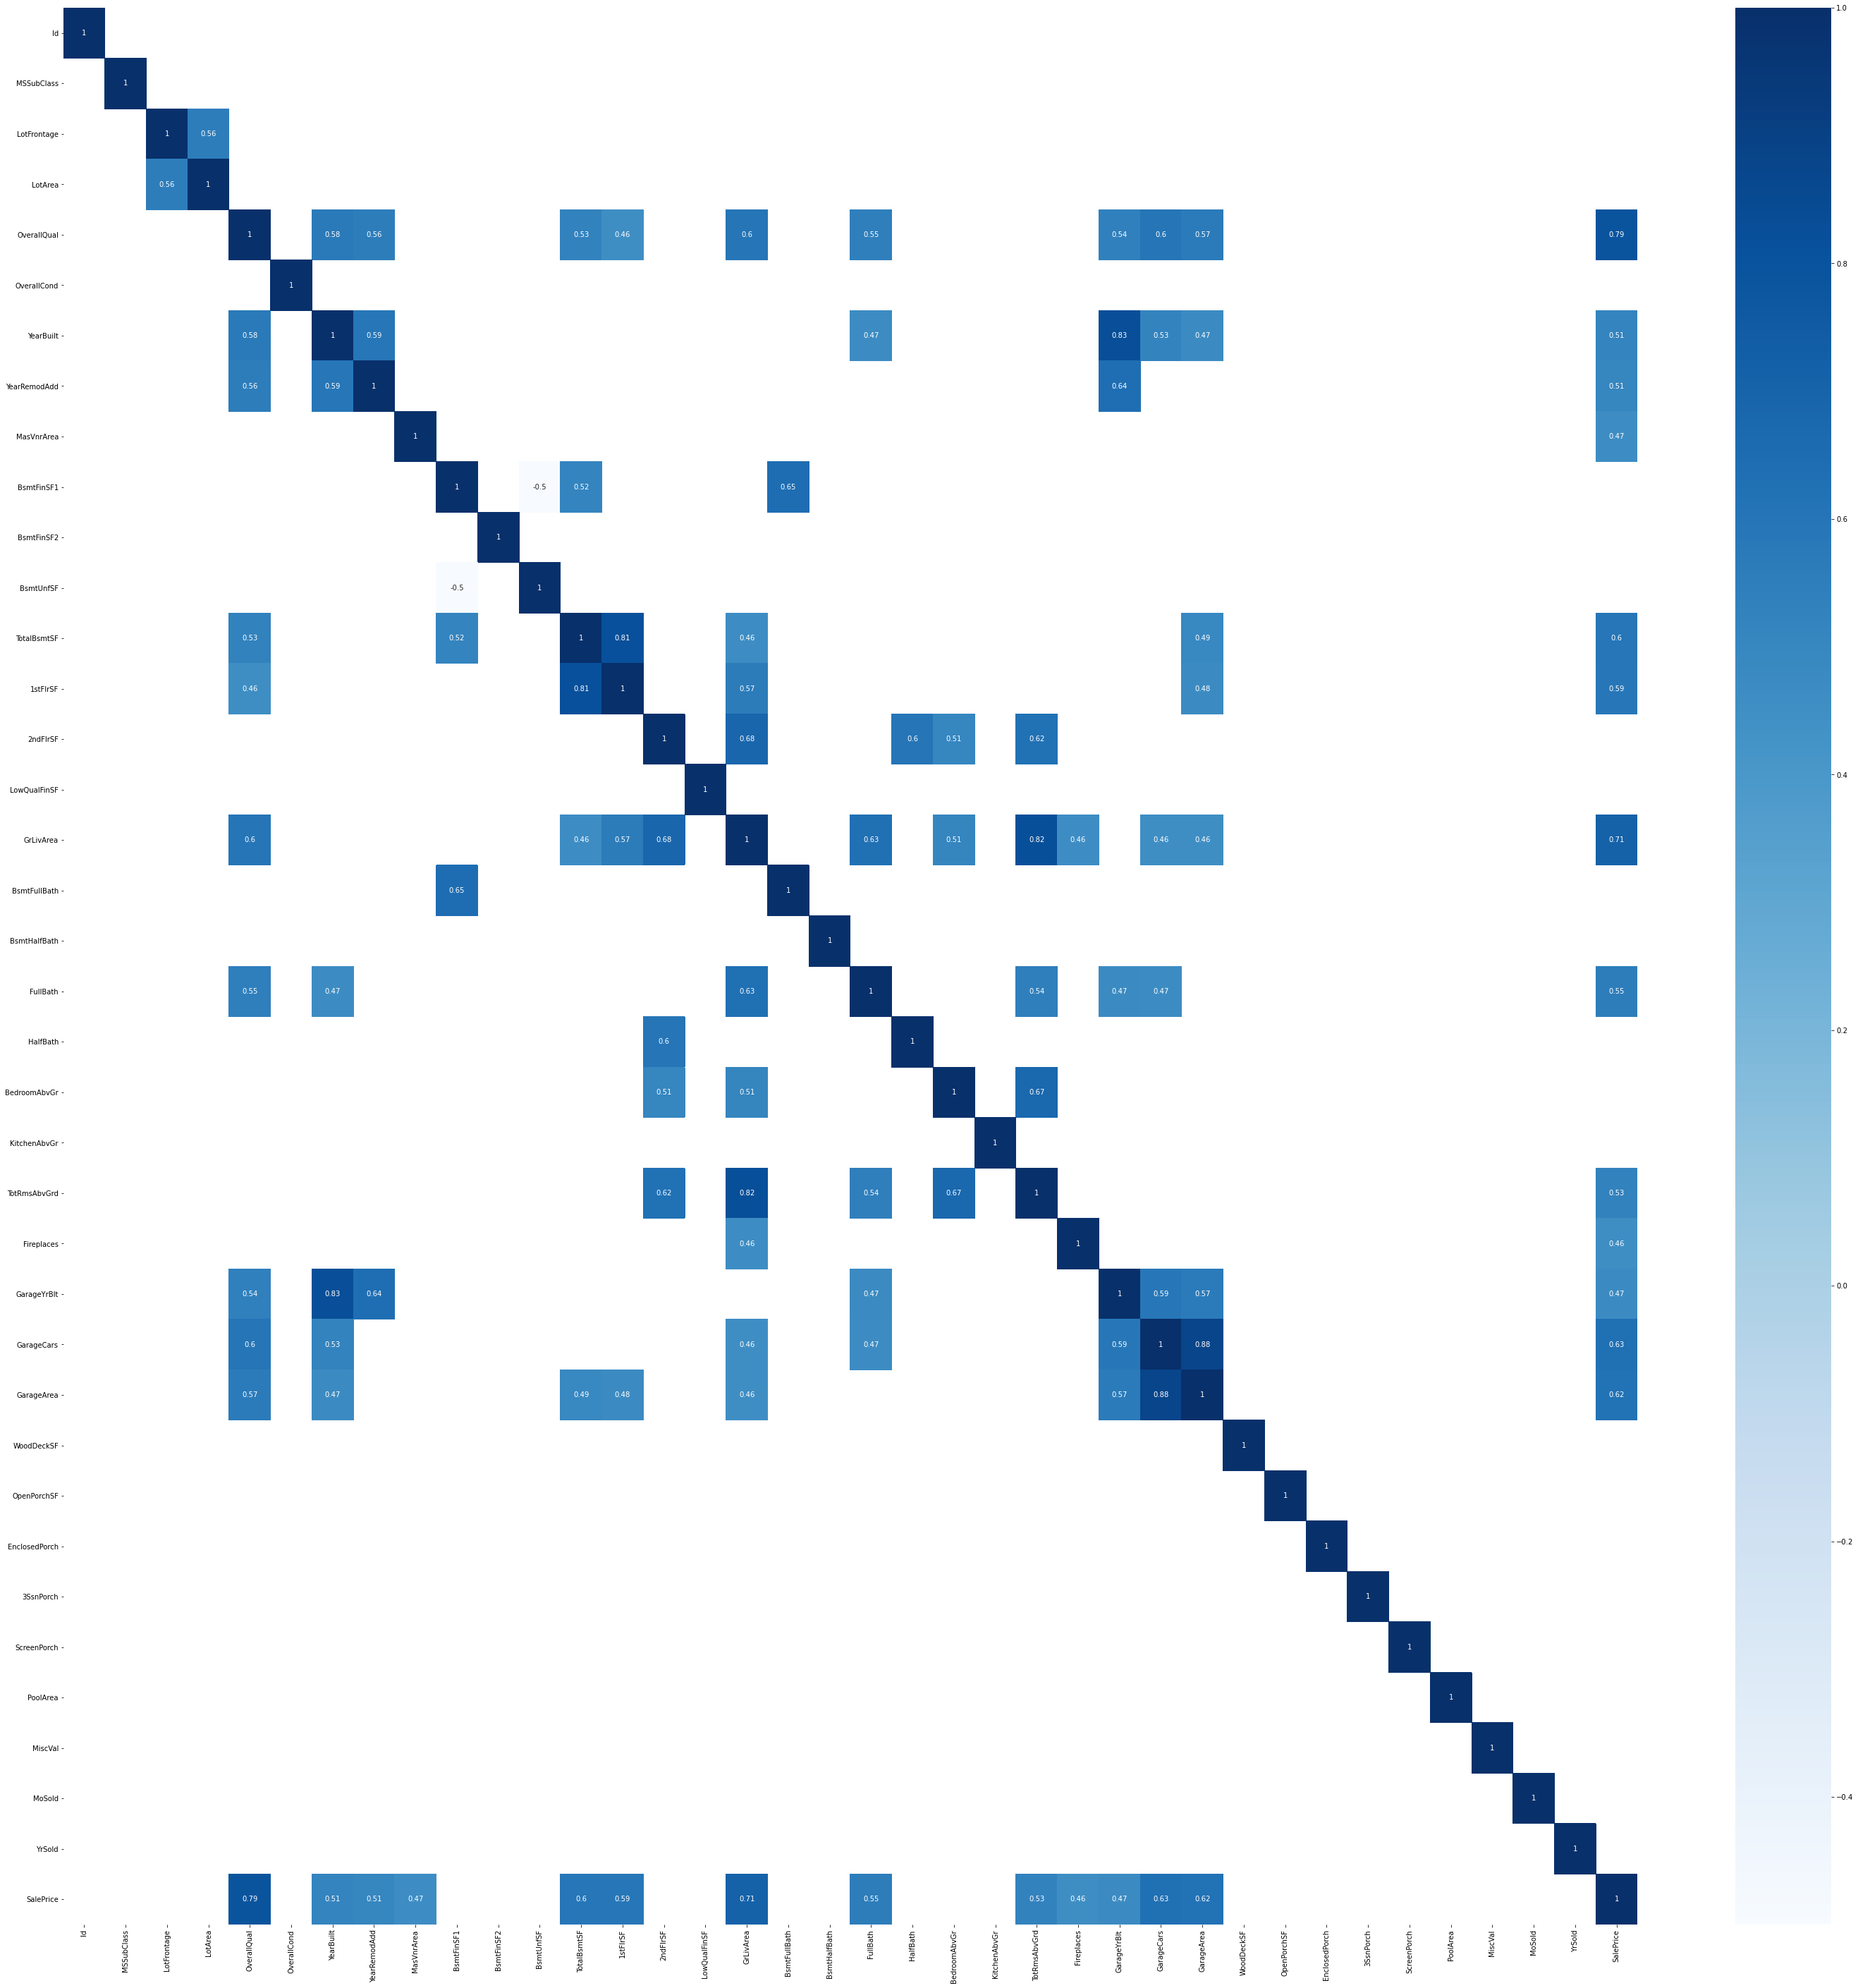 Id 1 1.0
MSSubClass 1
LotFrontage 1 0.56
LotArea 0.56 1
OverallQual 1 0.58 0.56 0.53 0.46 0.6 0.55 0.54 0.6 0.57 0.79
0.8
OverallCond 1
YearBuilt 0.58 1 0.59 0.47 0.83 0.53 0.47 0.51
YearRemodAdd 0.56 0.59 1 0.64 0.51
MasVnrArea 1 0.47
BsmtFinSF1 1 -0.5 0.52 0.65
0.6
BsmtFinSF2 1
BsmtUnfSF -0.5 1
TotalBsmtSF 0.53 0.52 1 0.81 0.46 0.49 0.6
1stFlrSF 0.46 0.81 1 0.57 0.48 0.59
2ndFlrSF 1 0.68 0.6 0.51 0.62
0.4
LowQualFinSF 1
GrLivArea 0.6 0.46 0.57 0.68 1 0.63 0.51 0.82 0.46 0.46 0.46 0.71
BsmtFullBath 0.65 1
BsmtHalfBath 1
FullBath 0.55 0.47 0.63 1 0.54 0.47 0.47 0.55
0.2
HalfBath 0.6 1
BedroomAbvGr 0.51 0.51 1 0.67
KitchenAbvGr 1
TotRmsAbvGrd 0.62 0.82 0.54 0.67 1 0.53
Fireplaces 0.46 1 0.46
0.0
GarageYrBlt 0.54 0.83 0.64 0.47 1 0.59 0.57 0.47
GarageCars 0.6 0.53 0.46 0.47 0.59 1 0.88 0.63
GarageArea 0.57 0.47 0.49 0.48 0.46 0.57 0.88 1 0.62
WoodDeckSF 1
OpenPorchSF 1
−0.2
EnclosedPorch 1
3SsnPorch 1
ScreenPorch 1
PoolArea 1
MiscVal 1
MoSold 1
−0.4
YrSold 1
SalePrice 0.79 0.51 0.51 0.47 0.6 0.59 0.71 0.55 0.53 0.46 0.47 0.63 0.62 1
Id
MSSubClass
LotFrontage
LotArea
OverallQual
OverallCond
YearBuilt
YearRemodAdd
MasVnrArea
BsmtFinSF1
BsmtFinSF2
BsmtUnfSF
TotalBsmtSF
1stFlrSF
2ndFlrSF
LowQualFinSF
GrLivArea
BsmtFullBath
BsmtHalfBath
FullBath
HalfBath
BedroomAbvGr
KitchenAbvGr
TotRmsAbvGrd
Fireplaces
GarageYrBlt
GarageCars
GarageArea
WoodDeckSF
OpenPorchSF
EnclosedPorch
3SsnPorch
ScreenPorch
PoolArea
MiscVal
MoSold
YrSold
SalePrice